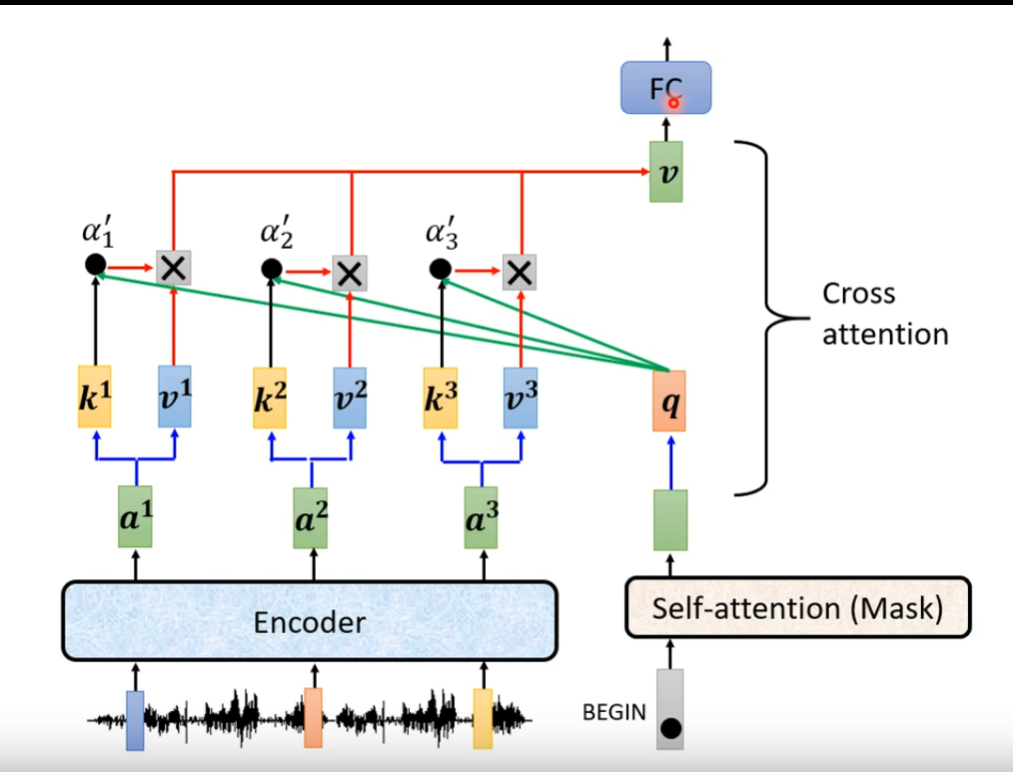 FC
v
α′₁
α′₂
α′₃
Cross
attention
k¹
v¹
k²
v²
k³
v³
q
a¹
a²
a³
Encoder
Self-attention (Mask)
BEGIN